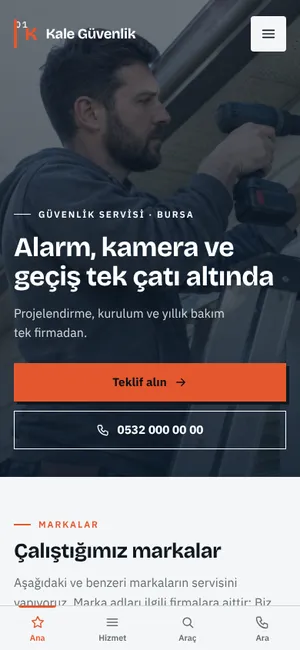 01
K Kale Güvenlik
GÜVENLİK SERVİSİ · BURSA
Alarm, kamera ve
geçiş tek çatı altında
Projelendirme, kurulum ve yıllık bakım
tek firmadan.
Teklif alın →
0532 000 00 00
MARKALAR
Çalıştığımız markalar
Aşağıdaki ve benzeri markaların servisini
yapıyoruz. Marka adları ilgili firmalara aittir; Biz
Ana
Hizmet
Araç
Ara